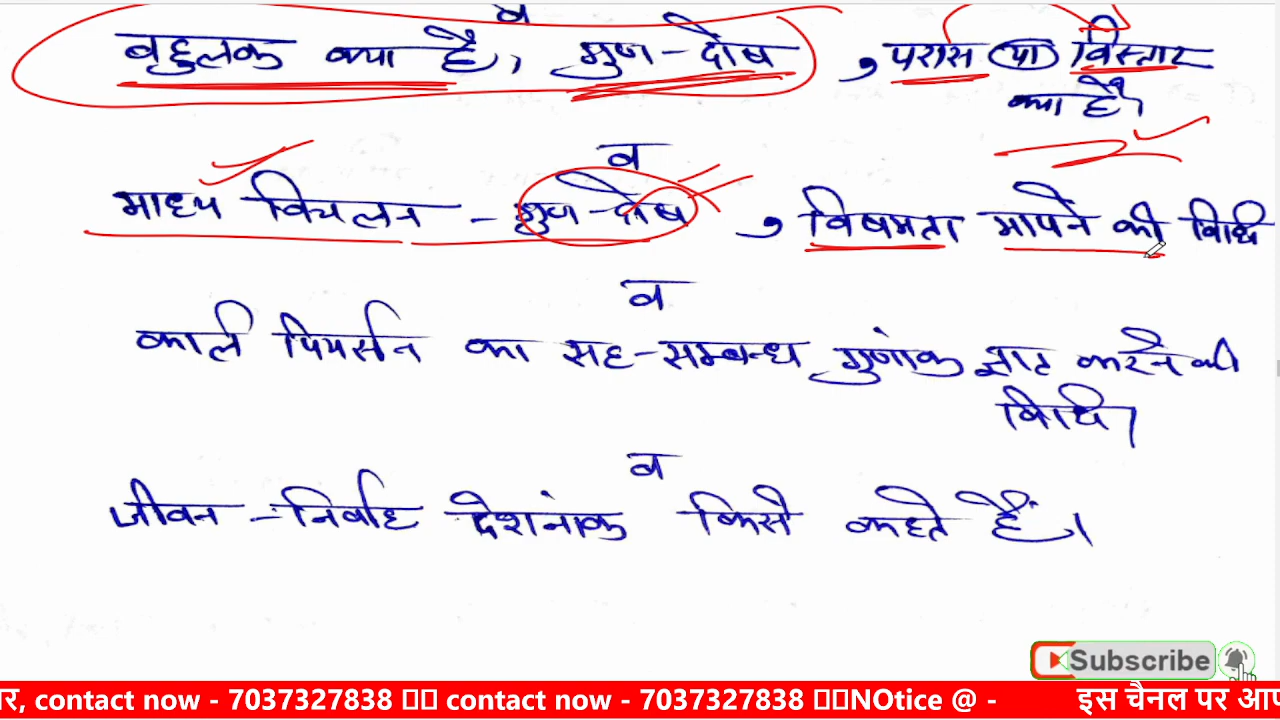 व
बहुलक क्या है, गुण-दोष, परास या विस्तार
क्या है।
व
माध्य विचलन - गुण-दोष, विषमता मापने की विधि
व
कार्ल पियर्सन का सह-सम्बन्ध गुणांक ज्ञात करने की
विधि।
व
जीवन-निर्वाह देशनांक किसे कहते हैं।
Subscribe
र, contact now - 7037327838 contact now - 7037327838 NOtice @ - इस चैनल पर आप